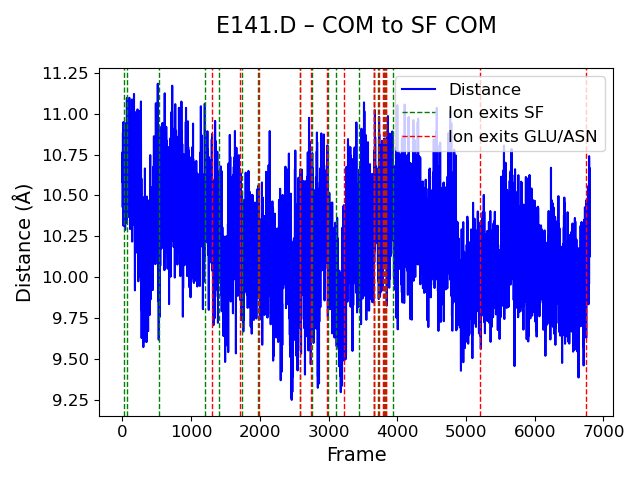 E141.D – COM to SF COM
Distance
Ion exits SF
Ion exits GLU/ASN
11.25
11.00
10.75
10.50
10.25
10.00
9.75
9.50
9.25
Distance (Å)
0 1000 2000 3000 4000 5000 6000 7000
Frame